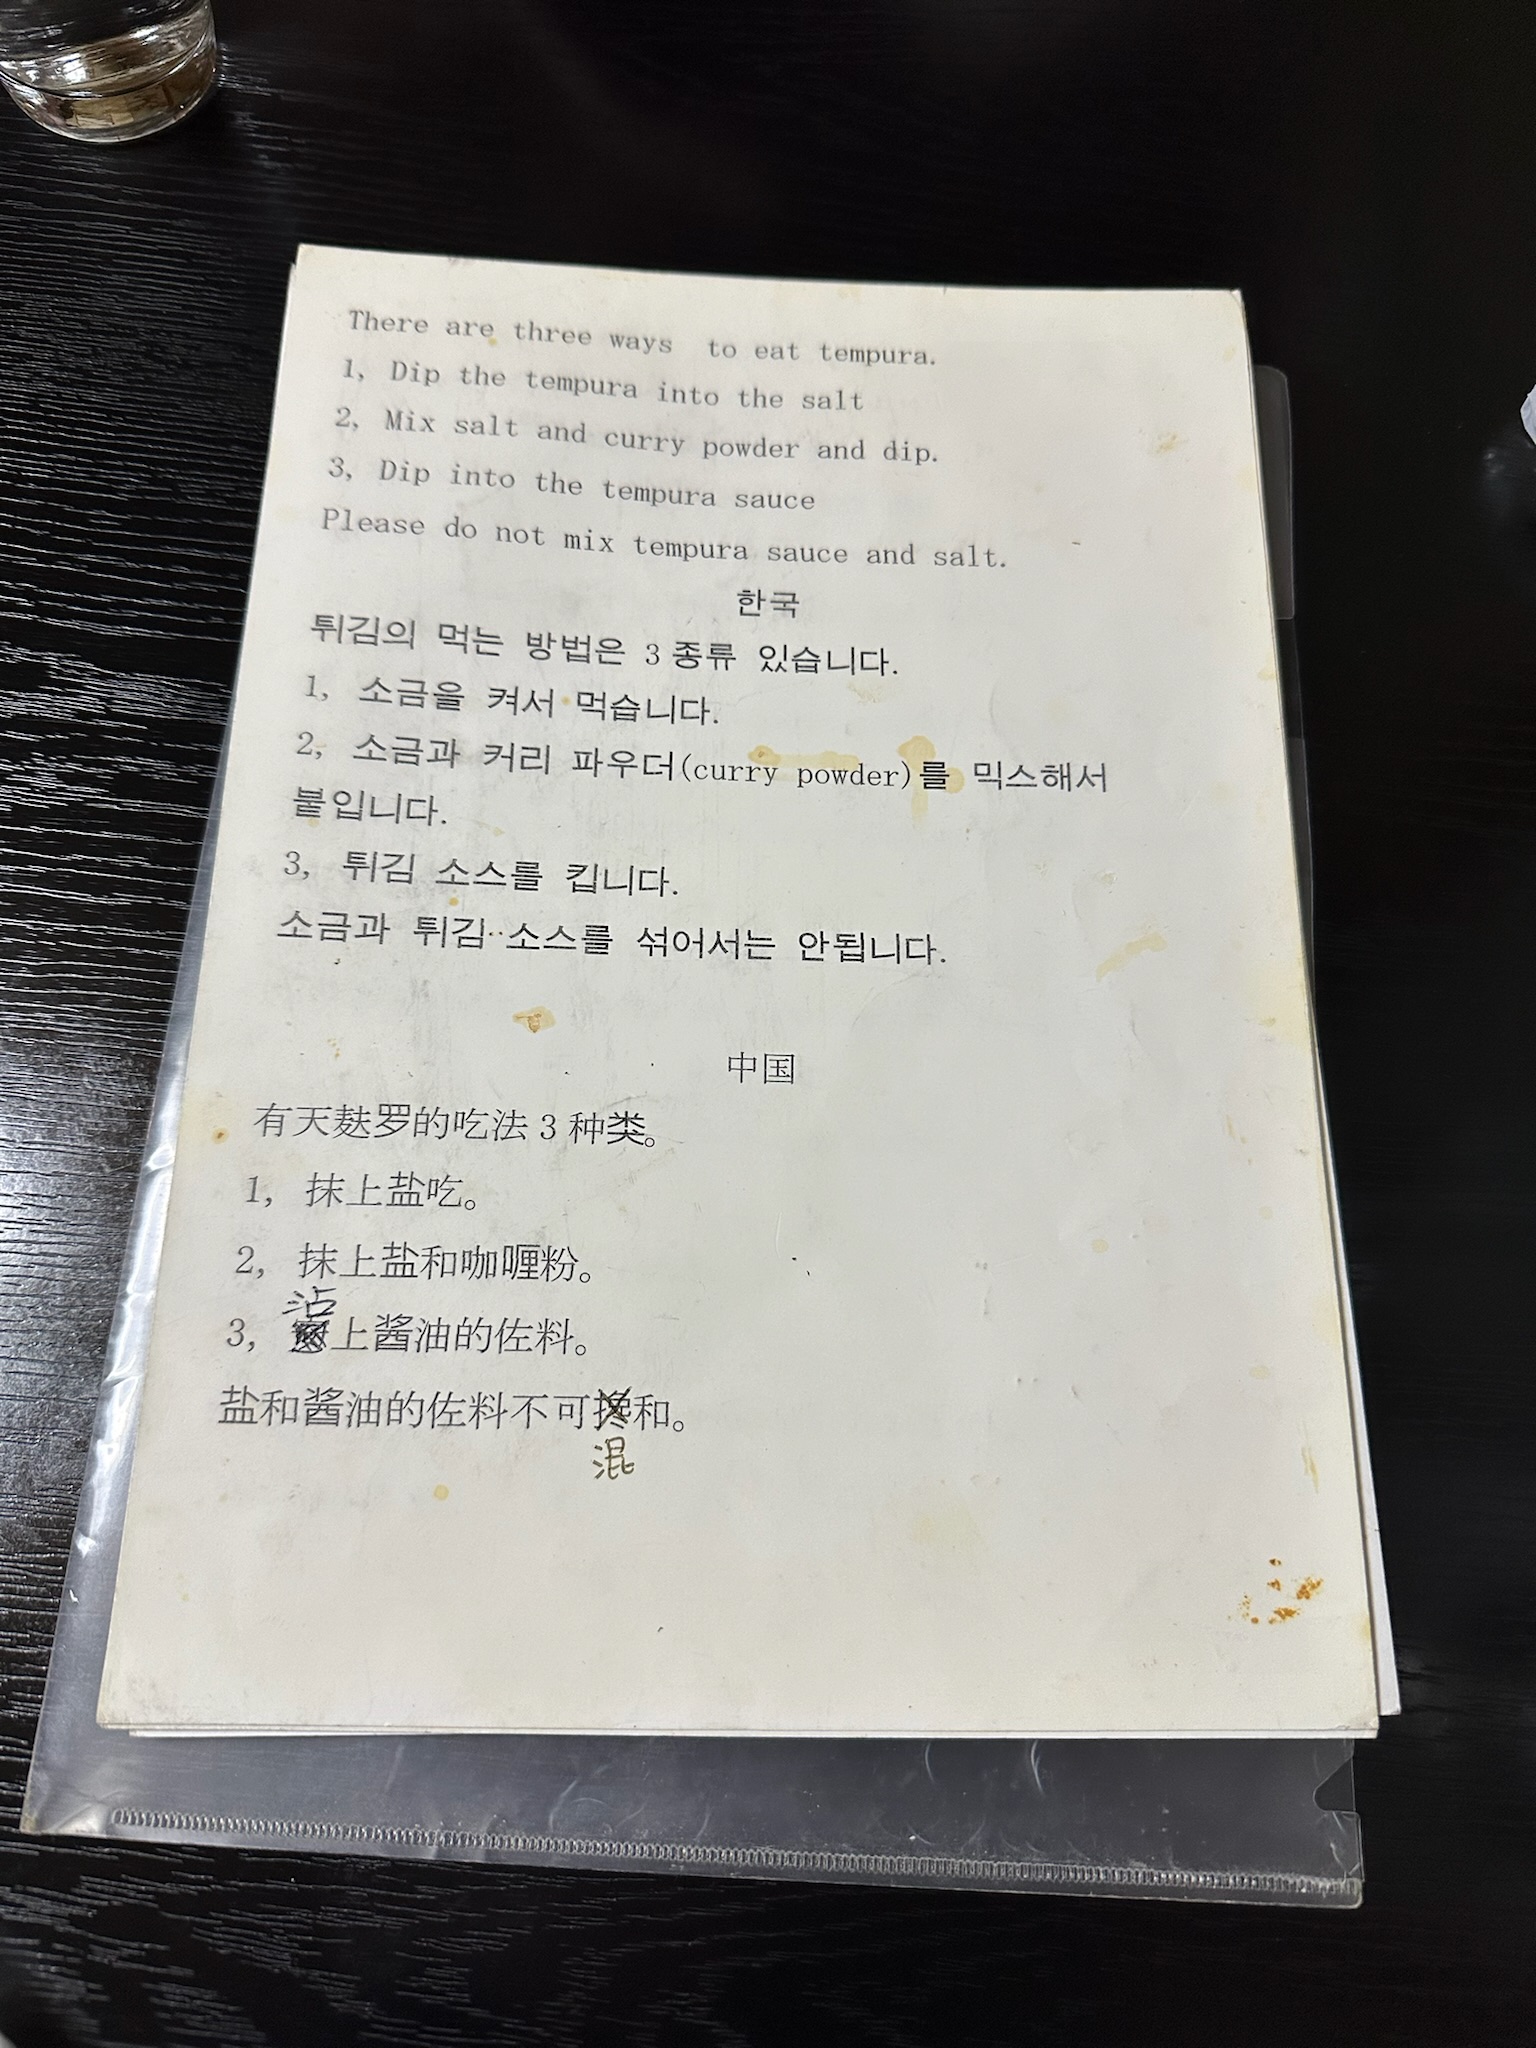 There are three ways to eat tempura.
1, Dip the tempura into the salt
2, Mix salt and curry powder and dip.
3, Dip into the tempura sauce
Please do not mix tempura sauce and salt.
한국
튀김의 먹는 방법은 3종류 있습니다.
1, 소금을 켜서 먹습니다.
2, 소금과 커리 파우더(curry powder)를 믹스해서
붙입니다.
3, 튀김 소스를 킵니다.
소금과 튀김 소스를 섞어서는 안됩니다.
中国
有天麸罗的吃法3种类。
1, 抹上盐吃。
2, 抹上盐和咖喱粉。
沾
3, 上酱油的佐料。
盐和酱油的佐料不可搀和。
混